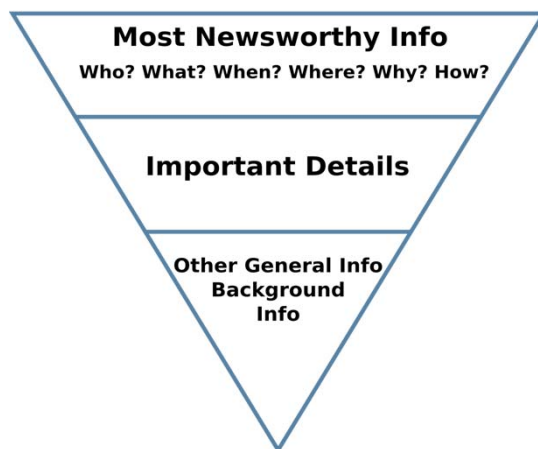 Most Newsworthy Info
Who? What? When? Where? Why? How?
Important Details
Other General Info
Background
Info